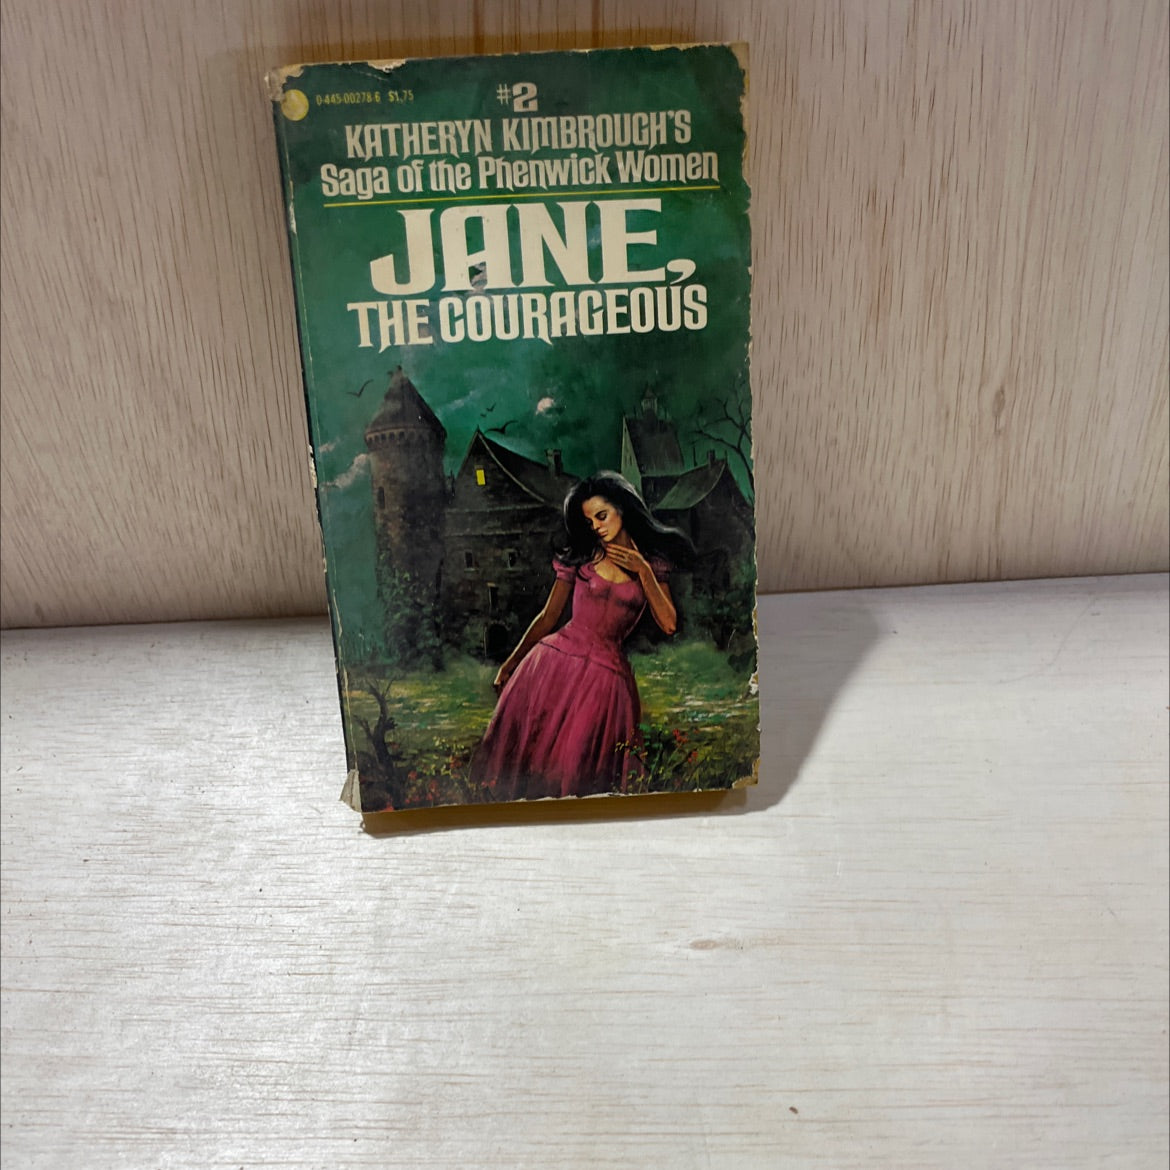 0-445-00278-6 $1.75
#2
KATHERYN KIMBROUGH'S
Saga of the Phenwick Women
JANE,
THE COURAGEOUS